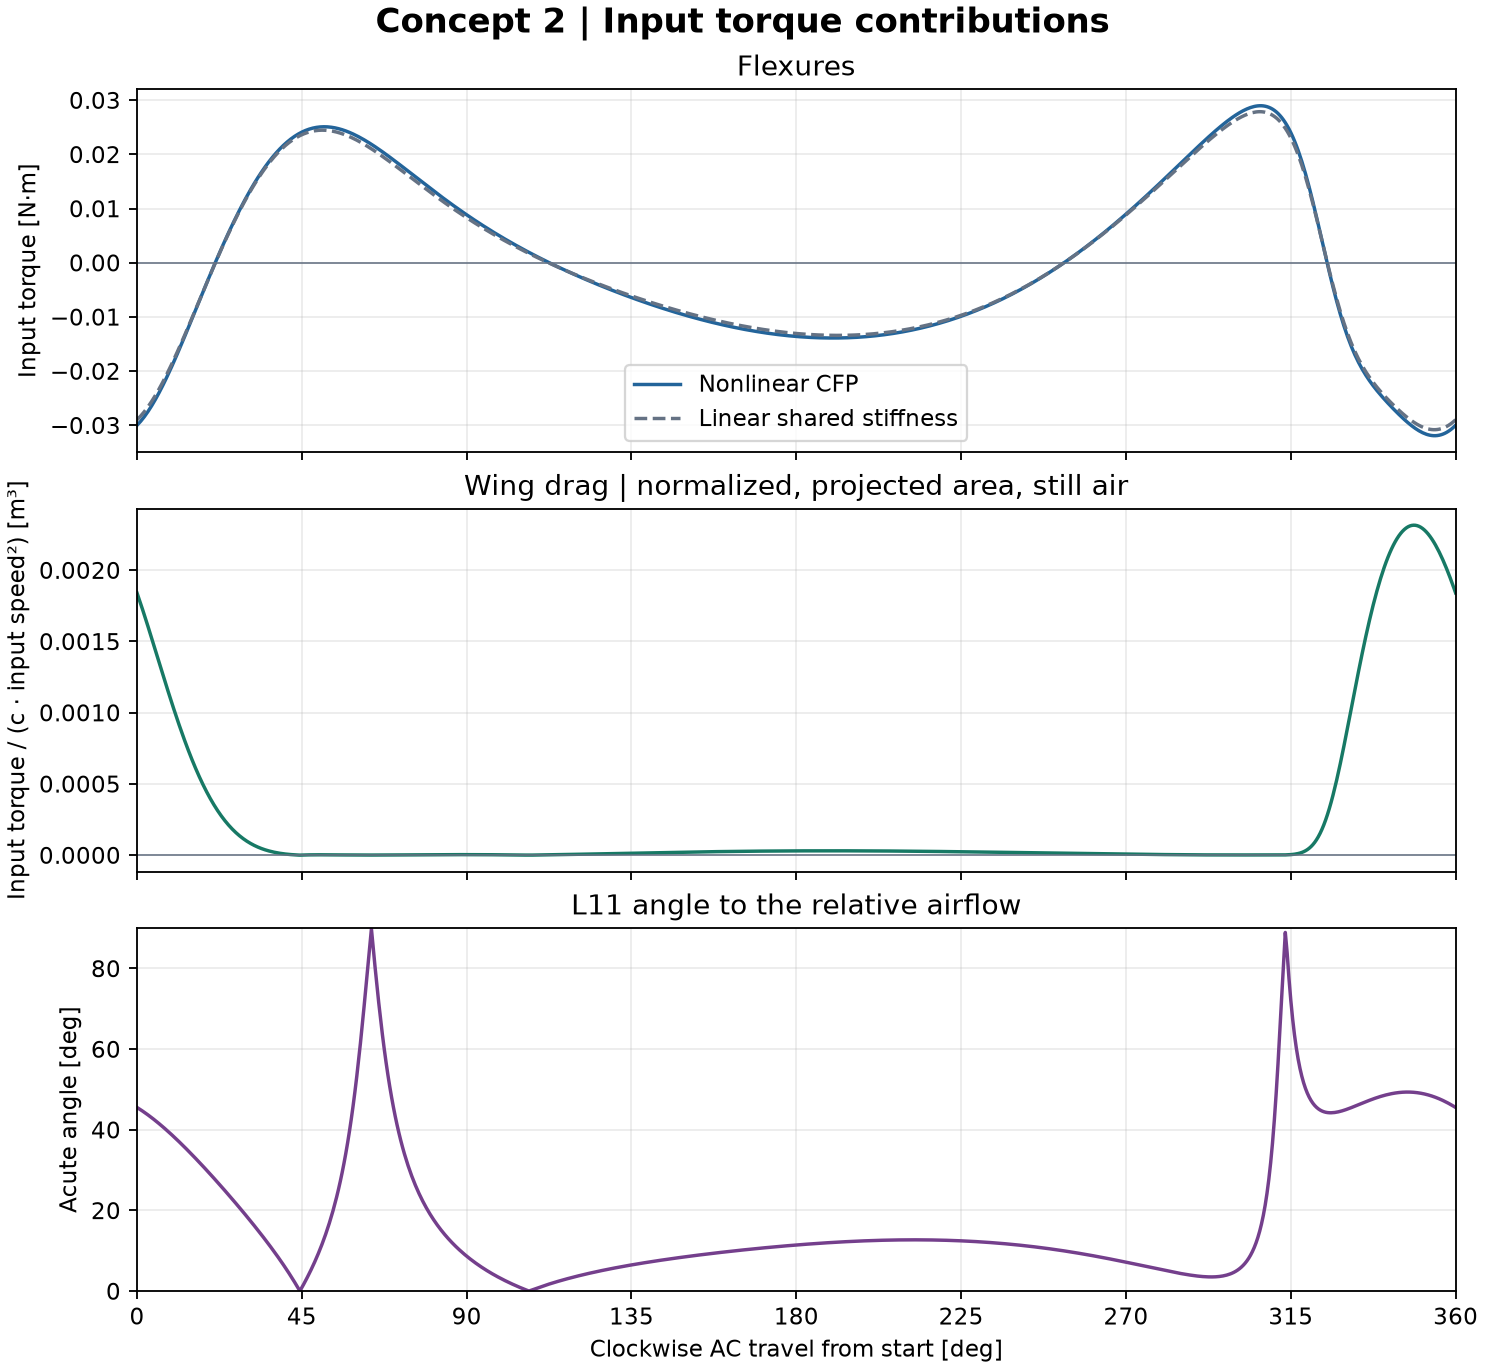 Concept 2 | Input torque contributions
Flexures
Input torque [N·m]
0.03
0.02
0.01
0.00
−0.01
−0.02
−0.03
Nonlinear CFP
Linear shared stiffness
Wing drag | normalized, projected area, still air
Input torque / (c · input speed²) [m³]
0.0020
0.0015
0.0010
0.0005
0.0000
L11 angle to the relative airflow
Acute angle [deg]
80
60
40
20
0
0 45 90 135 180 225 270 315 360
Clockwise AC travel from start [deg]